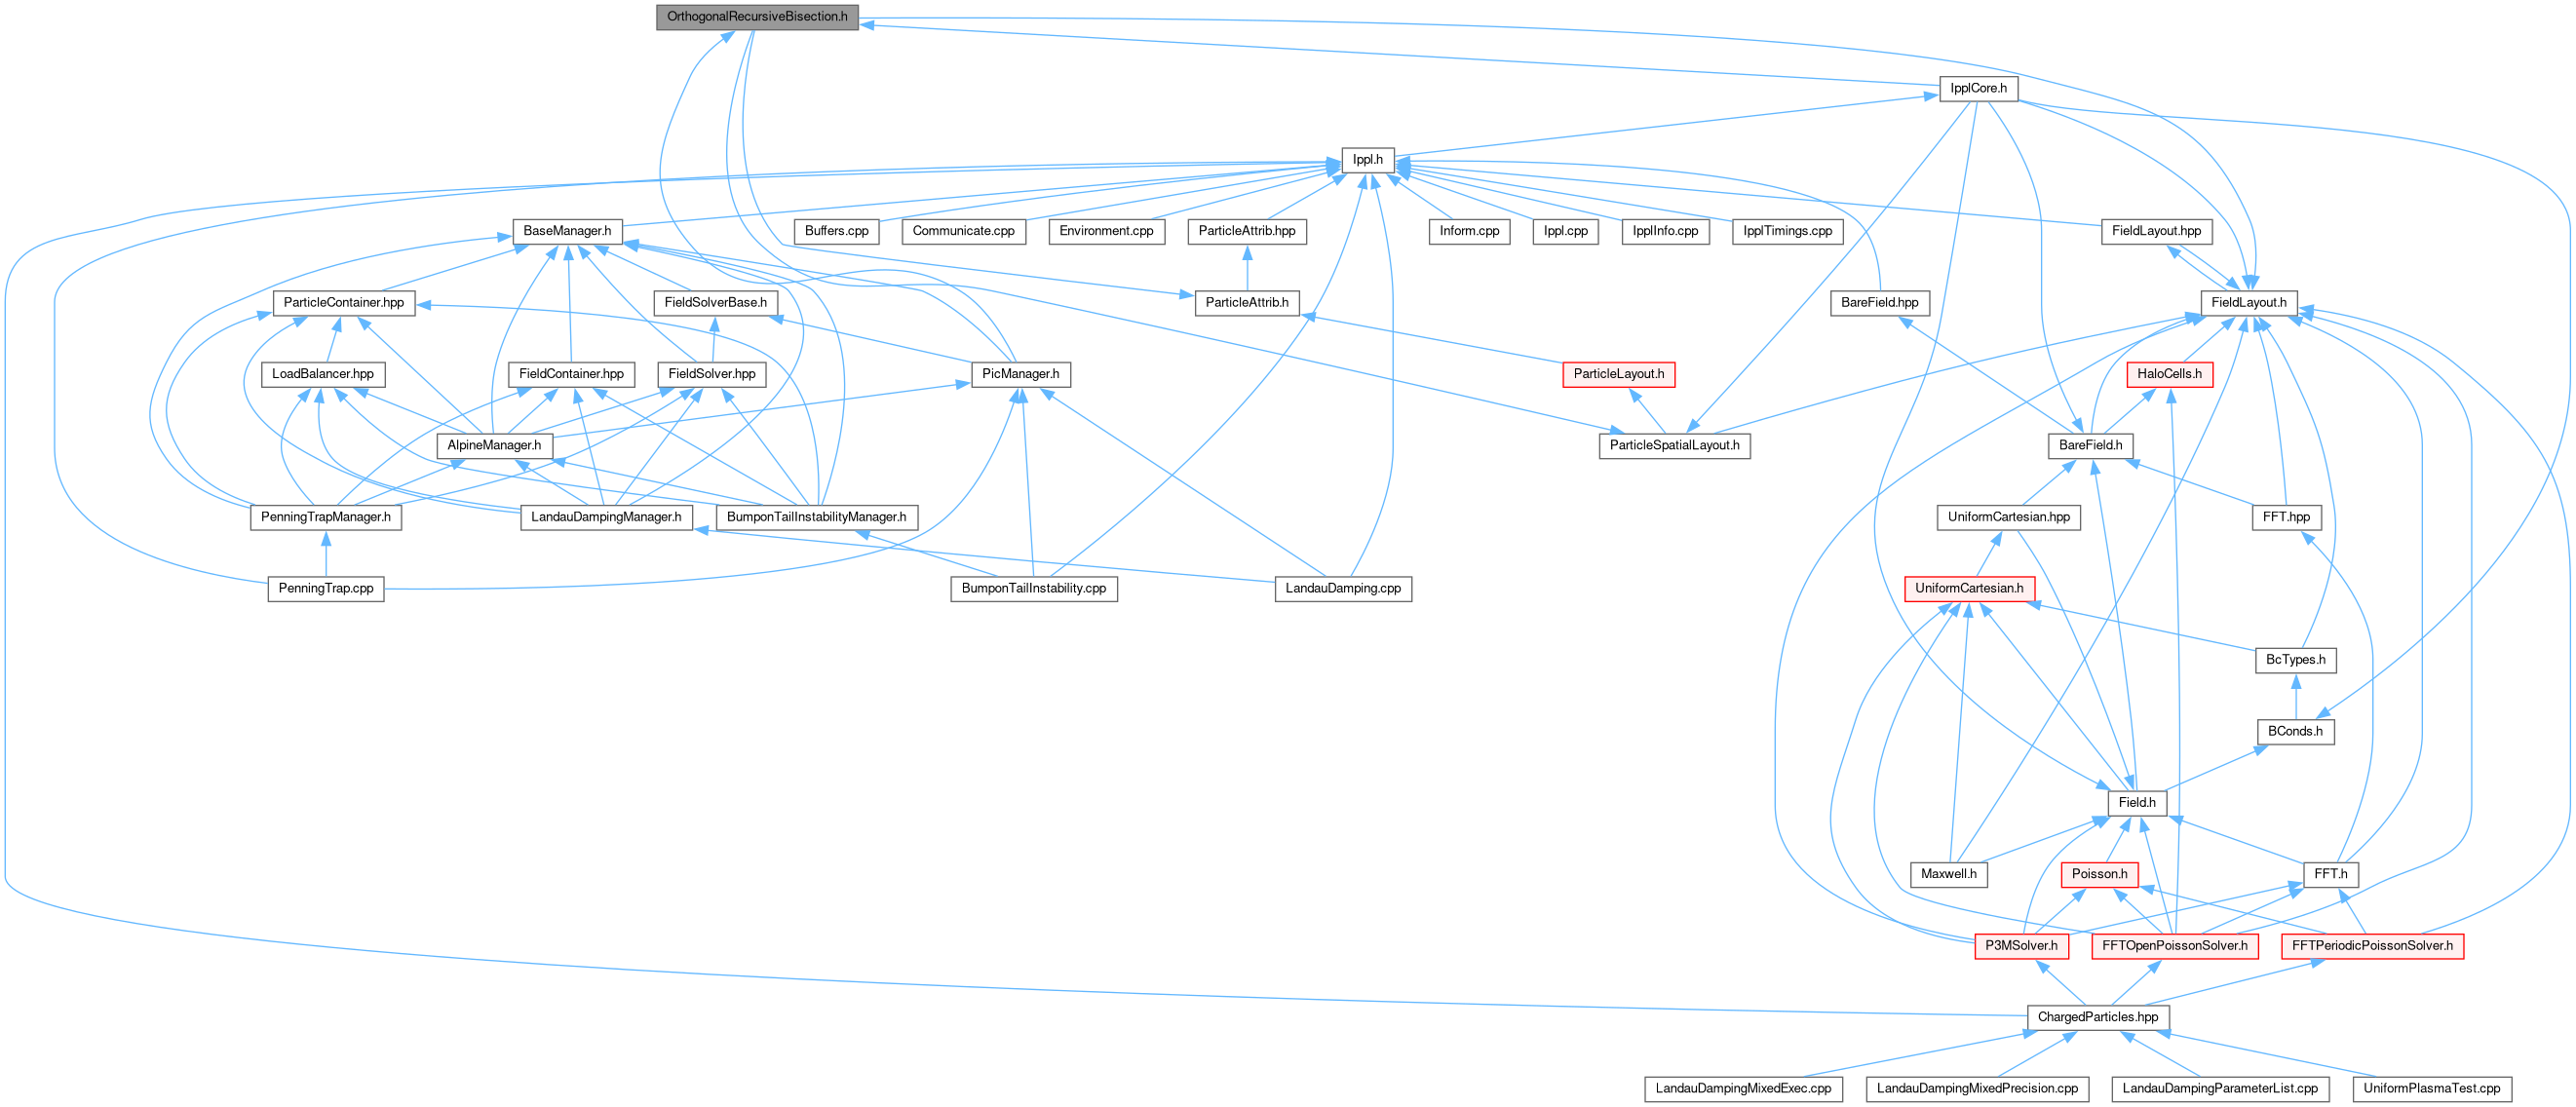 OrthogonalRecursiveBisection.h
IpplCore.h
Ippl.h
BaseManager.h
Buffers.cpp
Communicate.cpp
Environment.cpp
ParticleAttrib.hpp
Inform.cpp
Ippl.cpp
IpplInfo.cpp
IpplTimings.cpp
FieldLayout.hpp
ParticleContainer.hpp
FieldSolverBase.h
ParticleAttrib.h
BareField.hpp
FieldLayout.h
LoadBalancer.hpp
FieldContainer.hpp
FieldSolver.hpp
PicManager.h
ParticleLayout.h
HaloCells.h
AlpineManager.h
ParticleSpatialLayout.h
BareField.h
PenningTrapManager.h
LandauDampingManager.h
BumponTailInstabilityManager.h
UniformCartesian.hpp
FFT.hpp
PenningTrap.cpp
BumponTailInstability.cpp
LandauDamping.cpp
UniformCartesian.h
BcTypes.h
BConds.h
Field.h
Maxwell.h
Poisson.h
FFT.h
P3MSolver.h
FFTOpenPoissonSolver.h
FFTPeriodicPoissonSolver.h
ChargedParticles.hpp
LandauDampingMixedExec.cpp
LandauDampingMixedPrecision.cpp
LandauDampingParameterList.cpp
UniformPlasmaTest.cpp